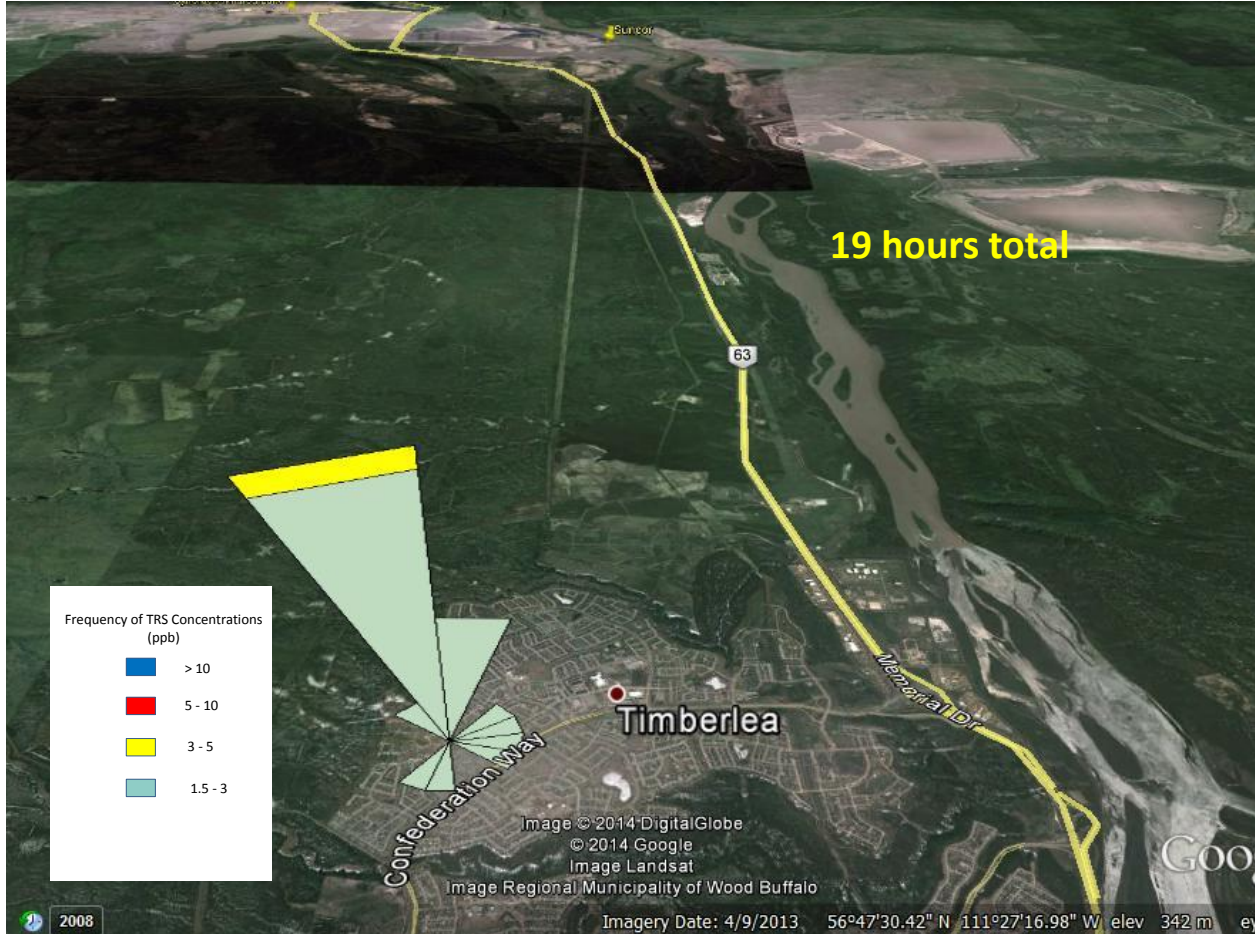 Suncor
19 hours total
63
Frequency of TRS Concentrations
(ppb)
> 10
5 - 10
3 - 5
1.5 - 3
Memorial Dr
Timberlea
Confederation Way
Image © 2014 DigitalGlobe
© 2014 Google
Image Landsat
Image Regional Municipality of Wood Buffalo
Goo
2008
Imagery Date: 4/9/2013 56°47'30.42" N 111°27'16.98" W elev 342 m ey